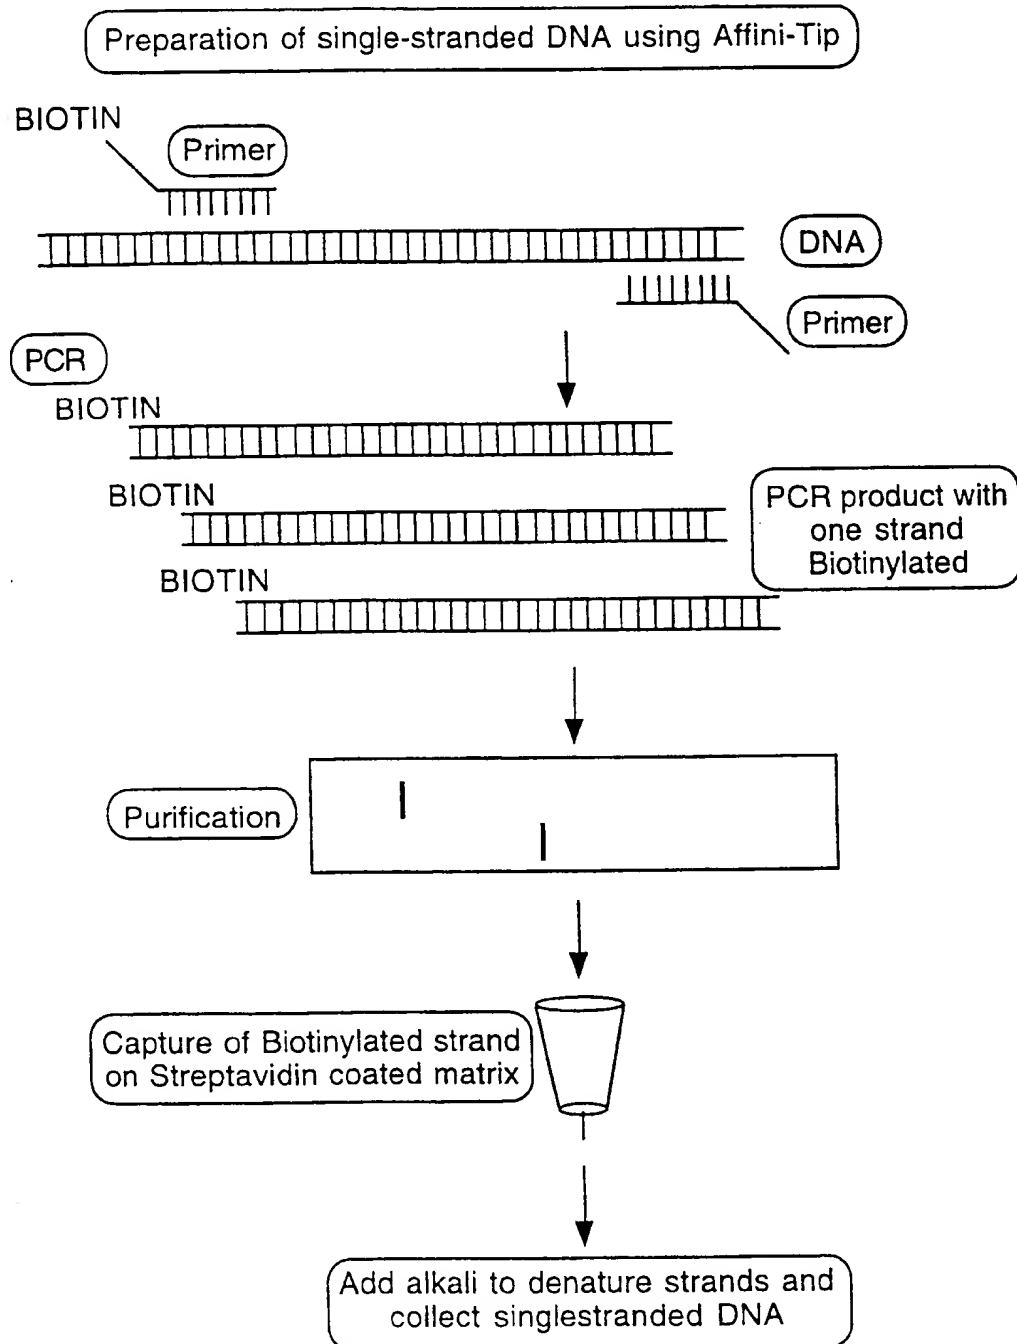 Preparation of single-stranded DNA using Affini-Tip
BIOTIN
Primer
DNA
Primer
PCR
BIOTIN
BIOTIN
PCR product with
one strand
Biotinylated
BIOTIN
Purification
Capture of Biotinylated strand
on Streptavidin coated matrix
Add alkali to denature strands and
collect singlestranded DNA